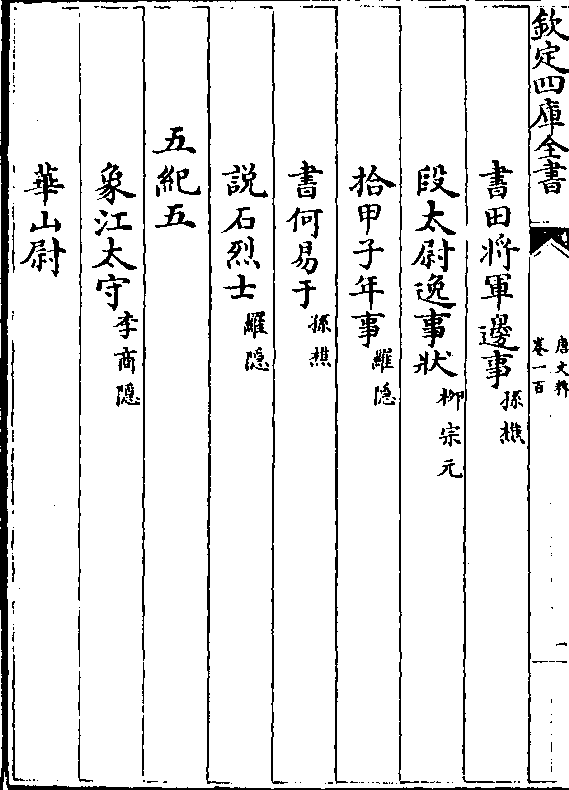 欽定四庫全書
唐文粹
卷一百
一
書田將軍邊事孫樵
段太尉逸事狀柳宗元
拾甲子年事羅隱
書何易于孫樵
説石烈士羅隱
五紀五
象江太守李商隱
華山尉